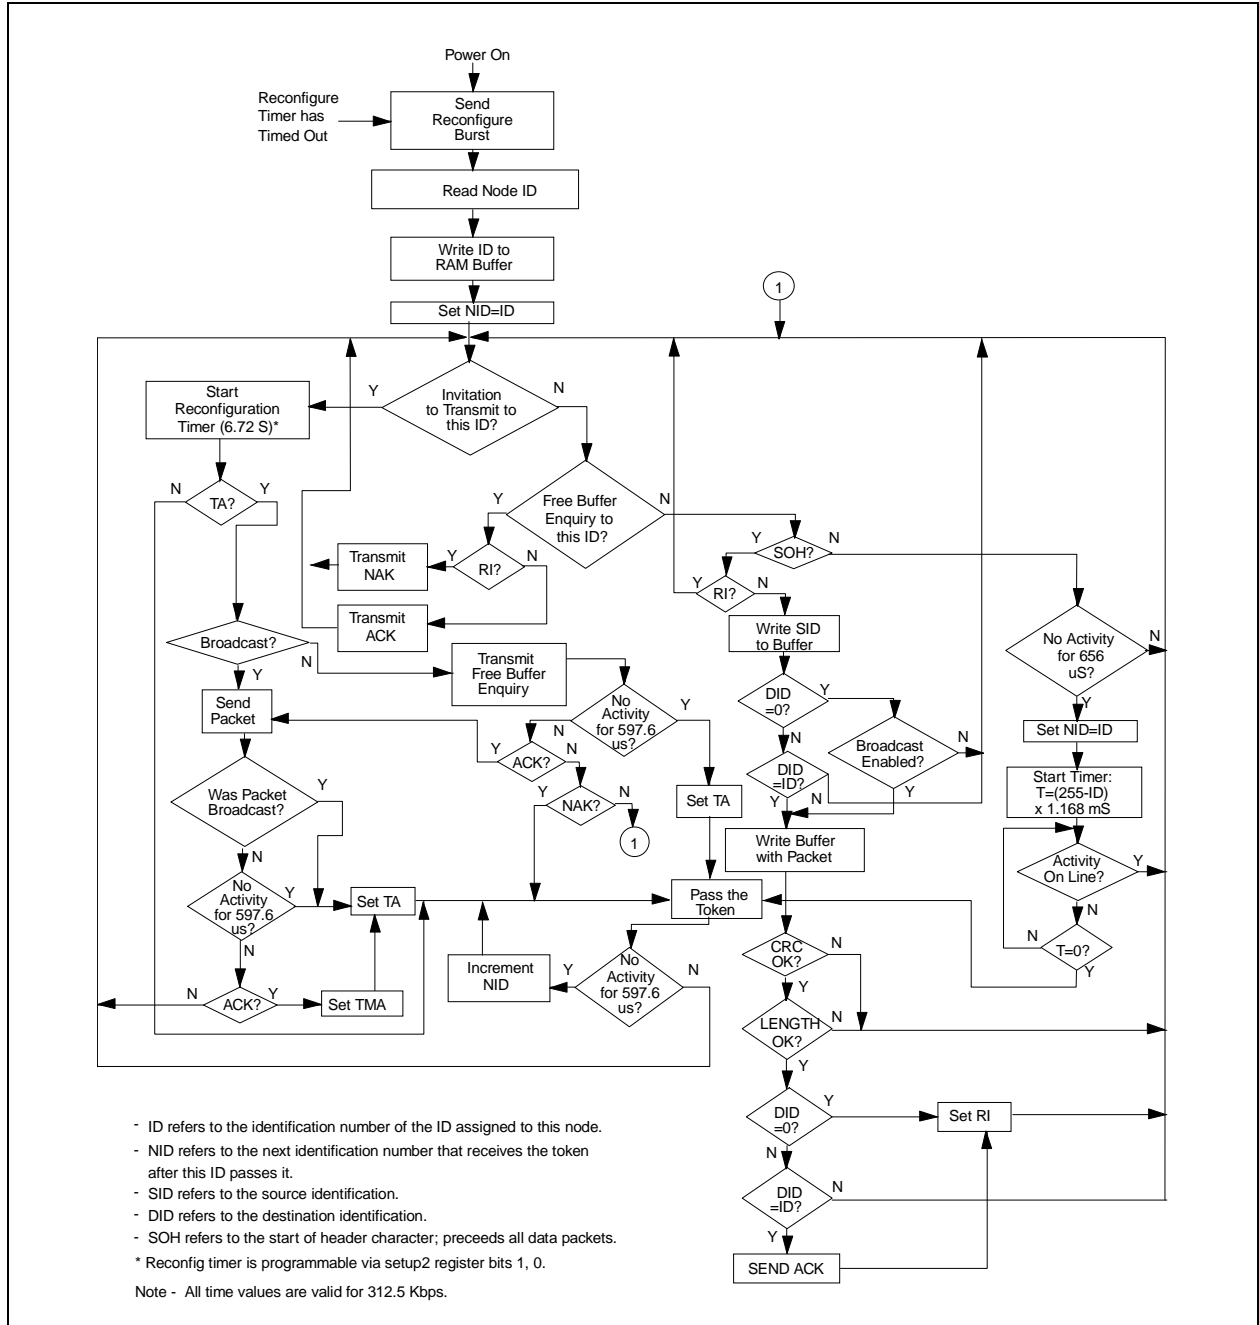 Power On
Reconfigure
Timer has
Timed Out
Send
Reconfigure
Burst
Read Node ID
Write ID to
RAM Buffer
Set NID=ID
1
Invitation
to Transmit to
this ID?
Y
N
Start
Reconfiguration
Timer (6.72 S)*
N
TA?
Y
Free Buffer
Enquiry to
this ID?
Y
N
Transmit
NAK
Y
RI?
N
Transmit
ACK
Y
SOH?
N
Y
RI?
N
Write SID
to Buffer
No Activity
for 656
uS?
N
Y
Broadcast?
N
Y
Transmit
Free Buffer
Enquiry
No
Activity
for 597.6
us?
N
Y
DID
=0?
Y
N
Broadcast
Enabled?
N
Y
Set NID=ID
Send
Packet
Y
ACK?
N
DID
=ID?
Y
N
Start Timer:
T=(255-ID)
x 1.168 mS
Was Packet
Broadcast?
Y
N
Y
NAK?
N
1
Set TA
Write Buffer
with Packet
Activity
On Line?
Y
N
No
Activity
for 597.6
us?
Y
N
Set TA
Pass the
Token
N
T=0?
Y
CRC
OK?
N
Y
Increment
NID
Y
No
Activity
for 597.6
us?
N
N
ACK?
Y
Set TMA
LENGTH
OK?
N
Y
DID
=0?
Y
N
Set RI
DID
=ID?
N
Y
SEND ACK
- ID refers to the identification number of the ID assigned to this node.
- NID refers to the next identification number that receives the token
after this ID passes it.
- SID refers to the source identification.
- DID refers to the destination identification.
- SOH refers to the start of header character; preceeds all data packets.
* Reconfig timer is programmable via setup2 register bits 1, 0.
Note - All time values are valid for 312.5 Kbps.